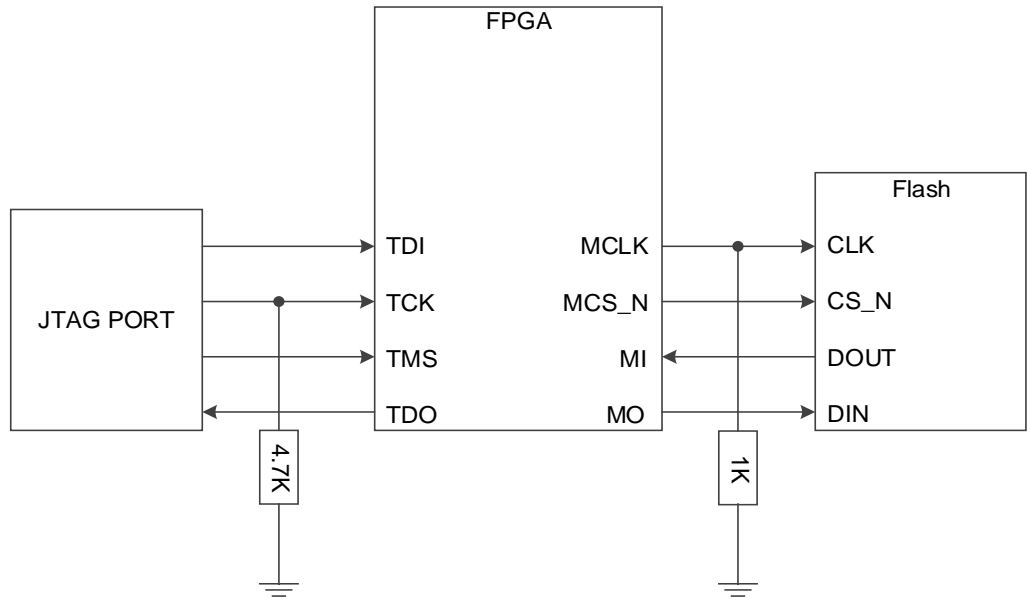 FPGA
Flash
JTAG PORT
TDI
TCK
TMS
TDO
MCLK
MCS_N
MI
MO
CLK
CS_N
DOUT
DIN
4.7K
1K